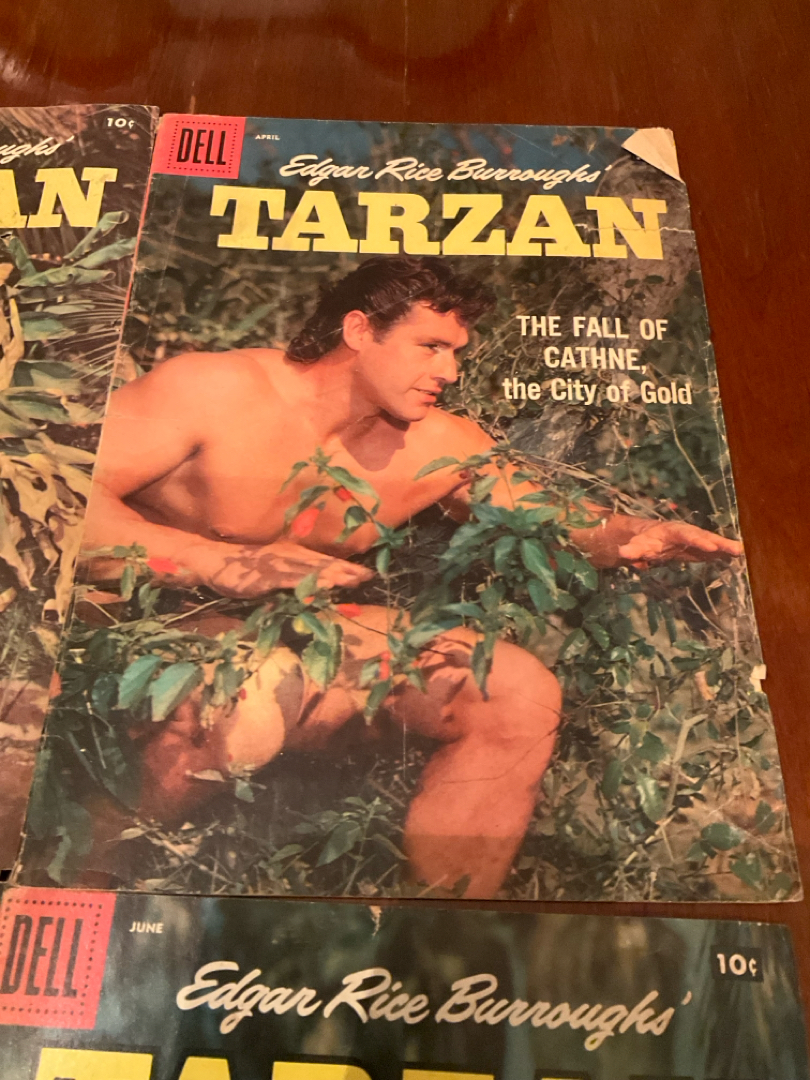 10¢
ughs'
AN
DELL
APRIL
Edgar Rice Burroughs'
TARZAN
THE FALL OF
CATHNE,
the City of Gold
DELL
JUNE
10¢
Edgar Rice Burroughs'